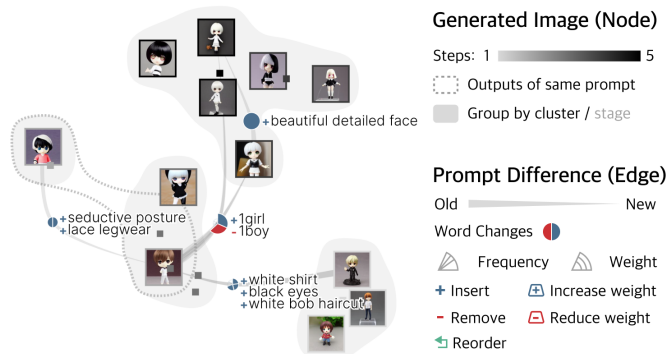 +beautiful detailed face
+seductive posture
+lace legwear
+1girl
-1boy
+white shirt
+black eyes
+white bob haircut
Generated Image (Node)
Steps: 1 5
Outputs of same prompt
Group by cluster / stage
Prompt Difference (Edge)
Old New
Word Changes
Frequency Weight
+ Insert + Increase weight
- Remove - Reduce weight
Reorder